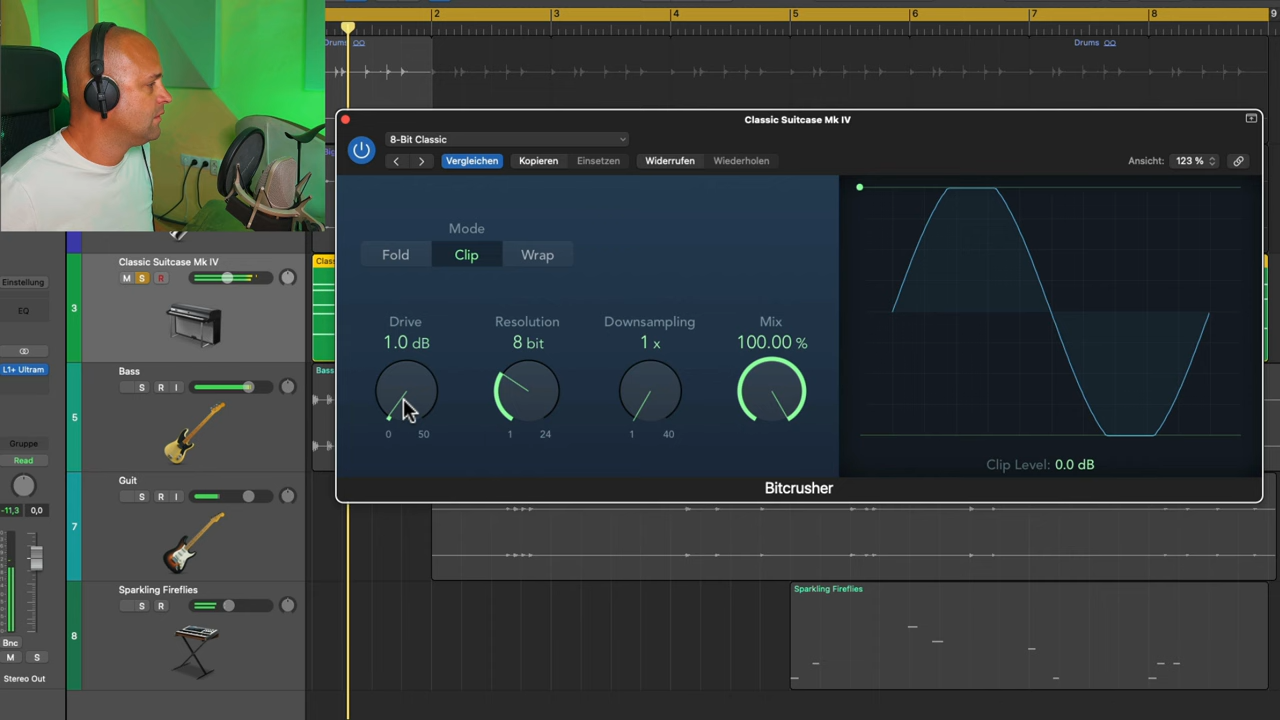 2 3 4 5 6 7 8 9
Drums
Drums
Classic Suitcase Mk IV
8-Bit Classic
Vergleichen Kopieren Einsetzen Widerrufen Wiederholen
Ansicht: 123 %
Mode
Fold Clip Wrap
Drive Resolution Downsampling Mix
1.0 dB 8 bit 1 x 100.00 %
0 50 1 24 1 40
Clip Level: 0.0 dB
Bitcrusher
Einstellung
EQ
L1+ Ultram
Gruppe
Read
-11,3 0,0
Bnc
M S
Stereo Out
3
Classic Suitcase Mk IV
M S R
5
Bass
S R I
7
Guit
S R I
8
Sparkling Fireflies
S R
Clas
Bass
Sparkling Fireflies